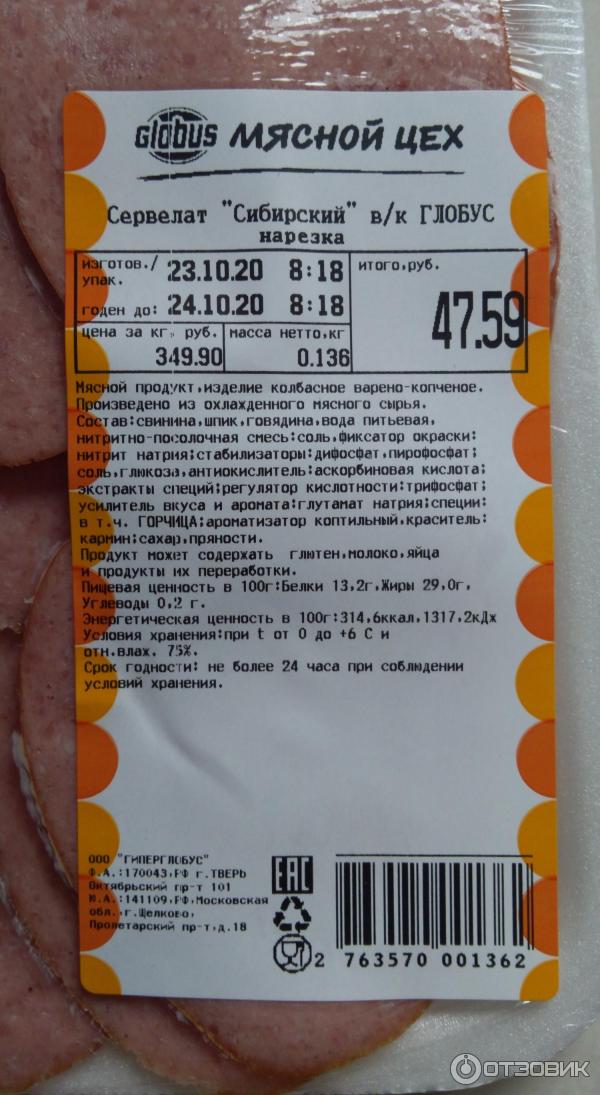 GLOBUS МЯСНОЙ ЦЕХ
Сервелат "Сибирский" в/к ГЛОБУС
нарезка
изготов./
упак. 23.10.20 8:18
годен до: 24.10.20 8:18
итого,руб.
47.59
цена за кг, руб.
349.90
масса нетто,кг
0.136
Мясной продукт,изделие колбасное варено-копченое.
Произведено из охлажденного мясного сырья.
Состав:свинина,шпик,говядина,вода питьевая,
нитритно-посолочная смесь:соль,фиксатор окраски:
нитрит натрия;стабилизаторы:дифосфат,пирофосфат;
соль,глюкоза,антиокислитель:аскорбиновая кислота;
экстракты специй;регулятор кислотности:трифосфат;
усилитель вкуса и аромата:глутамат натрия;специи:
в т.ч. ГОРЧИЦА;ароматизатор коптильный,краситель:
кармин;сахар,пряности.
Продукт может содержать глютен,молоко,яйца
и продукты их переработки.
Пищевая ценность в 100г:Белки 13,2г,Жиры 29,0г,
Углеводы 0,2 г.
Энергетическая ценность в 100г:314,6ккал,1317,2кДж
Условия хранения:при t от 0 до +6 С и
отн.влаж. 75%.
Срок годности: не более 24 часа при соблюдении
условий хранения.
ООО "ГИПЕРГЛОБУС"
Ф.А.:170043,РФ г.ТВЕРЬ
Октябрьский пр-т 101
Ю.А.:141109,РФ,Московская
обл.,г.Щелково,
Пролетарский пр-т,д.18
EAC
2 763570 001362
ОТЗОВИК